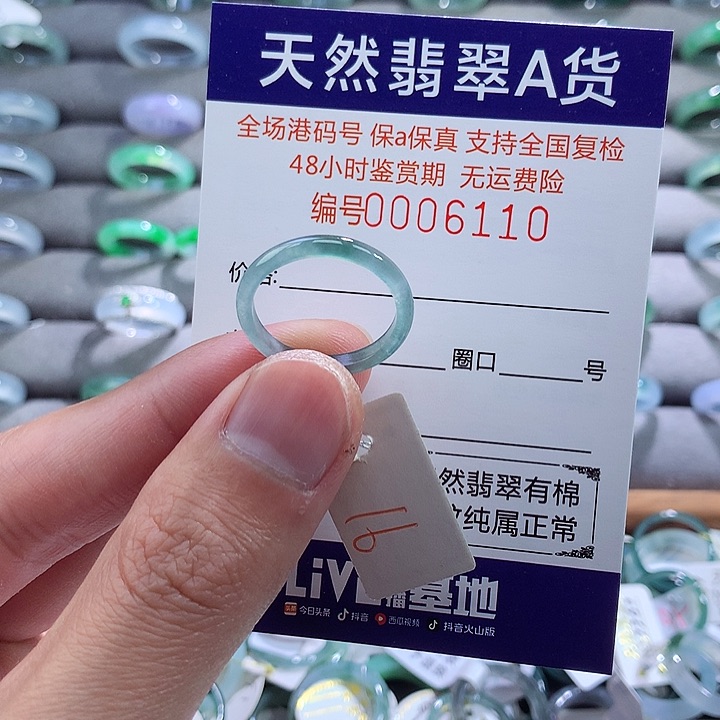 天然翡翠A货
全场港码号 保a保真 支持全国复检
48小时鉴赏期 无运费险
编号0006110
价格:
圈口 号
然翡翠有棉
纹纯属正常
16
LiVE
播基地
今日头条 抖音 西瓜视频 抖音火山版